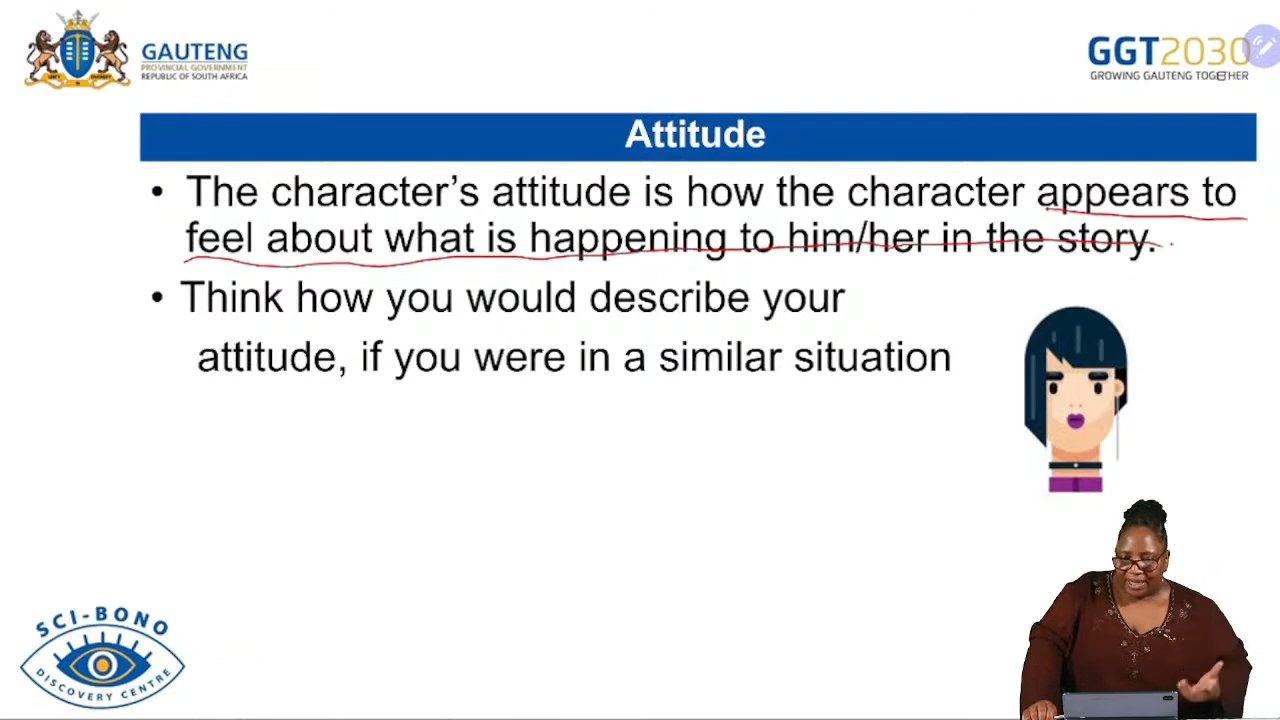 GAUTENG
PROVINCIAL GOVERNMENT
REPUBLIC OF SOUTH AFRICA
GGT2030
GROWING GAUTENG TOGETHER
Attitude
• The character's attitude is how the character appears to
feel about what is happening to him/her in the story.
• Think how you would describe your
attitude, if you were in a similar situation
SCI-BONO
DISCOVERY CENTRE